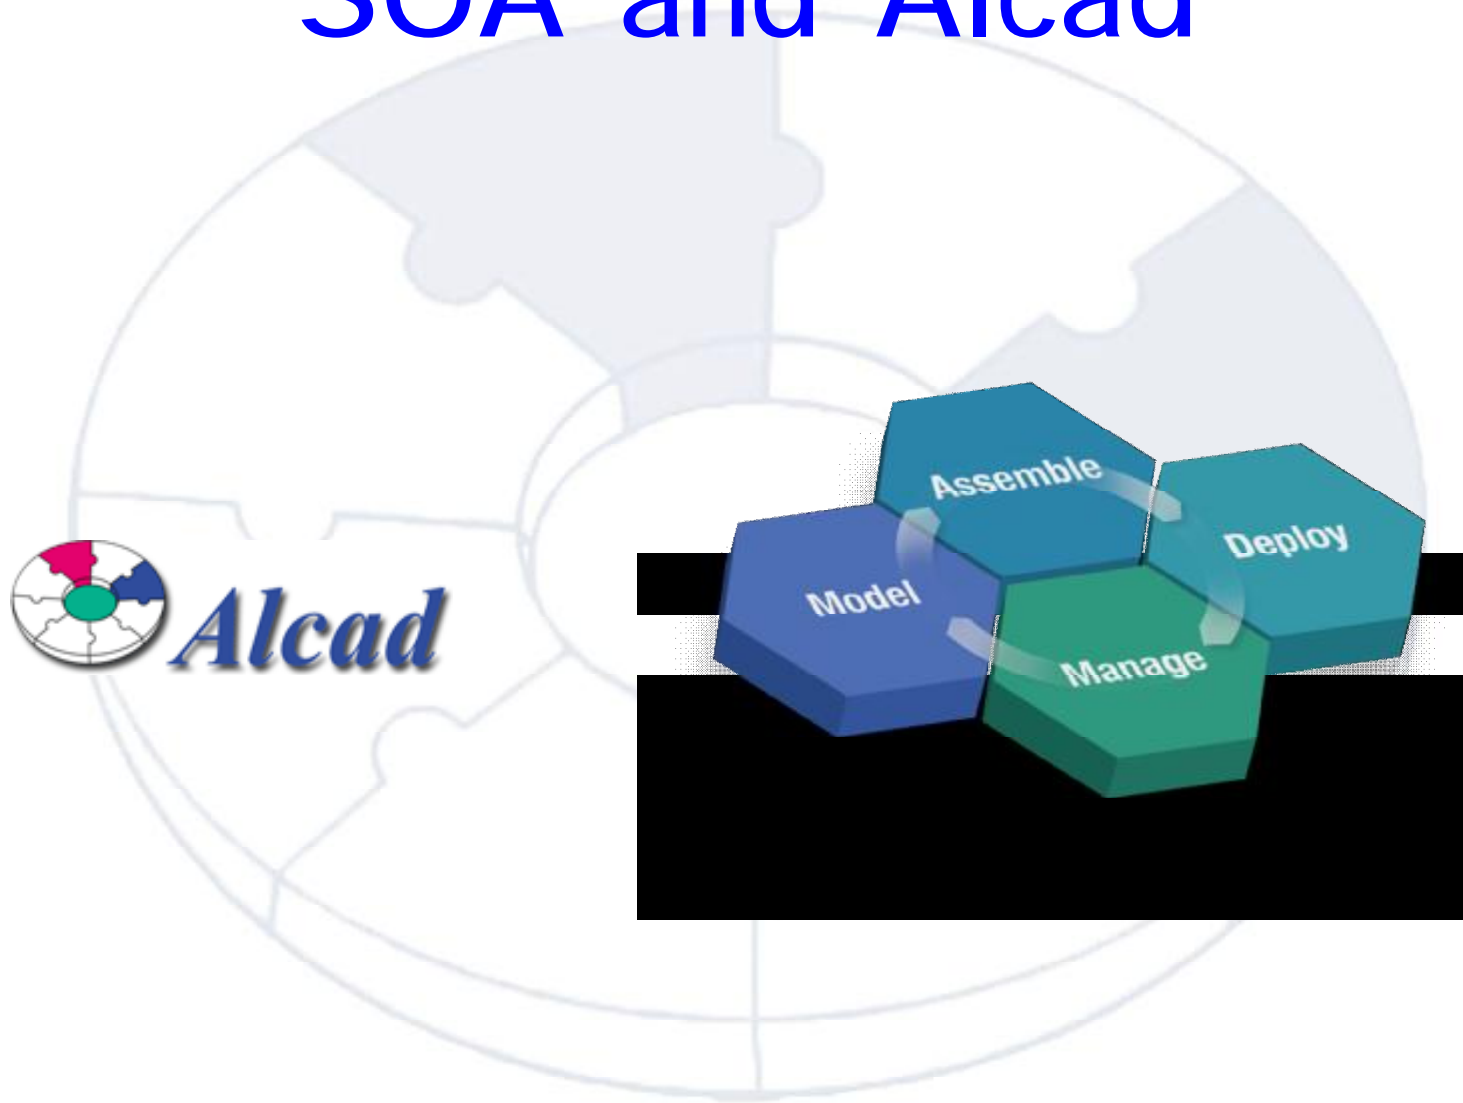 SOA and Alcad
Assemble
Deploy
Model
Alcad
Manage